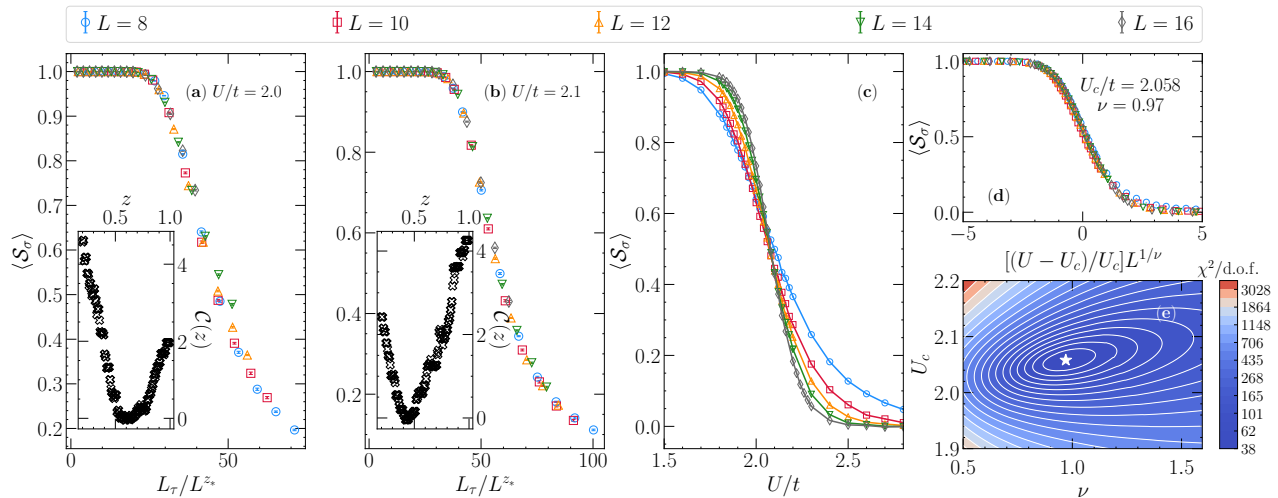 L = 8
L = 10
L = 12
L = 14
L = 16
⟨S_σ⟩
1.0
0.9
0.8
0.7
0.6
0.5
0.4
0.3
0.2
(a) U/t = 2.0
z
0.5
1.0
C(z)
4
2
0
0
50
L_τ/L^{z_*}
1.0
0.8
0.6
0.4
0.2
(b) U/t = 2.1
z
0.5
1.0
C(z)
4
2
0
0
25
50
75
100
L_τ/L^{z_*}
⟨S_σ⟩
1.0
0.8
0.6
0.4
0.2
0.0
(c)
1.5
2.0
2.5
U/t
⟨S_σ⟩
1.0
0.5
0.0
U_c/t = 2.058
ν = 0.97
(d)
−5
0
5
[(U − U_c)/U_c]L^{1/ν}
U_c
2.2
2.1
2.0
1.9
(e)
0.5
1.0
1.5
ν
χ²/d.o.f.
3028
1864
1148
706
435
268
165
101
62
38